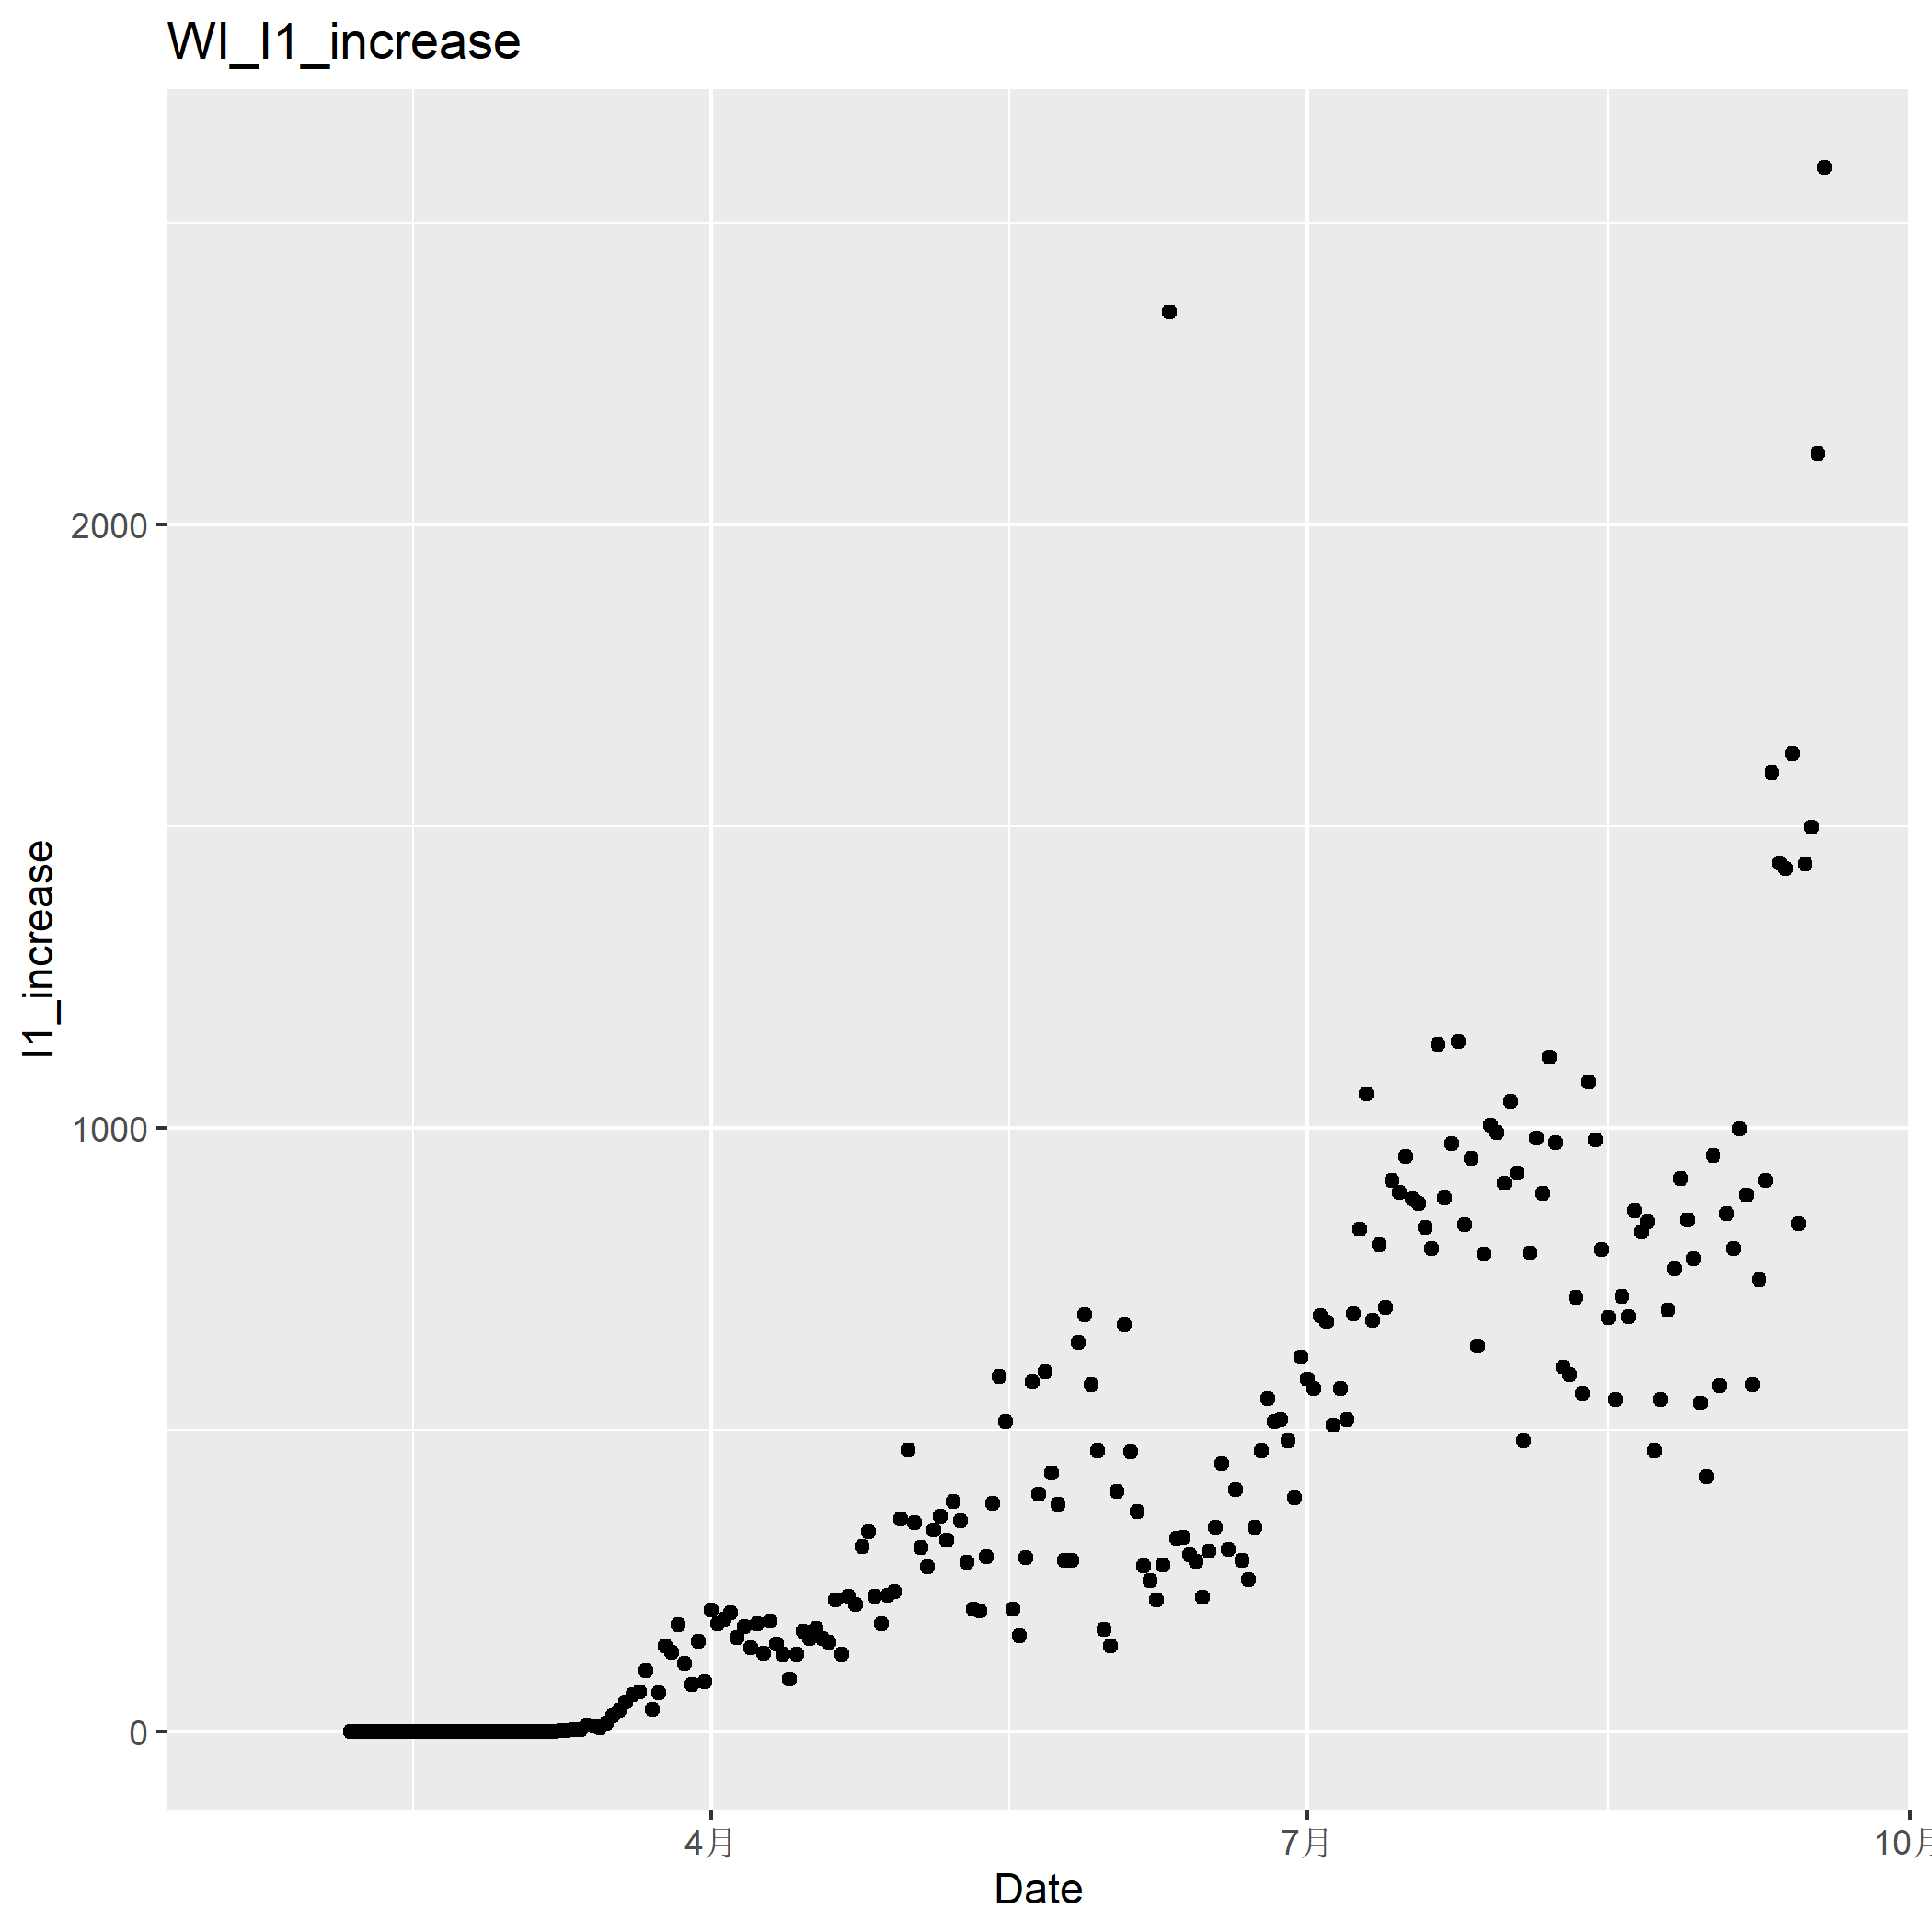 WI_I1_increase
I1_increase
2000
1000
0
4月
7月
10月
Date